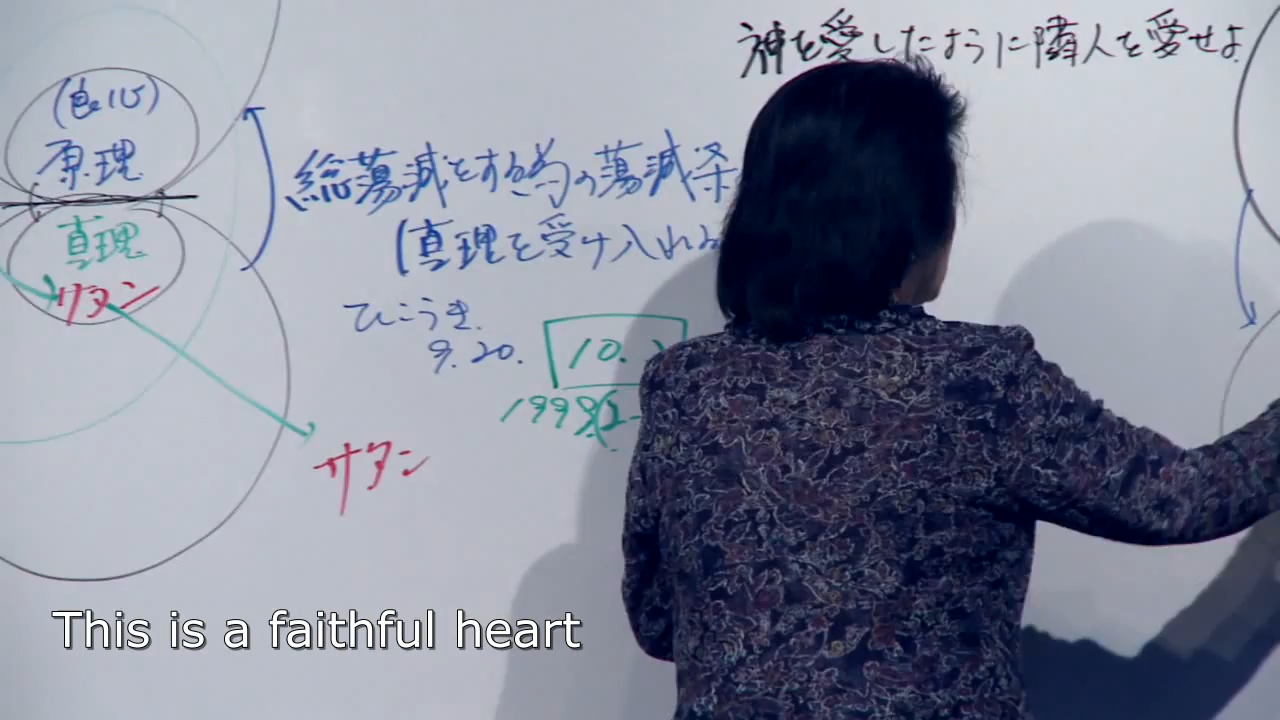 神を愛したように隣人を愛せよ
(良心)
原理
真理
サタン
総蕩減をする為の蕩減条
(真理を受け入れる
ひこうき.
9.20.
10.
1998
サタン
This is a faithful heart